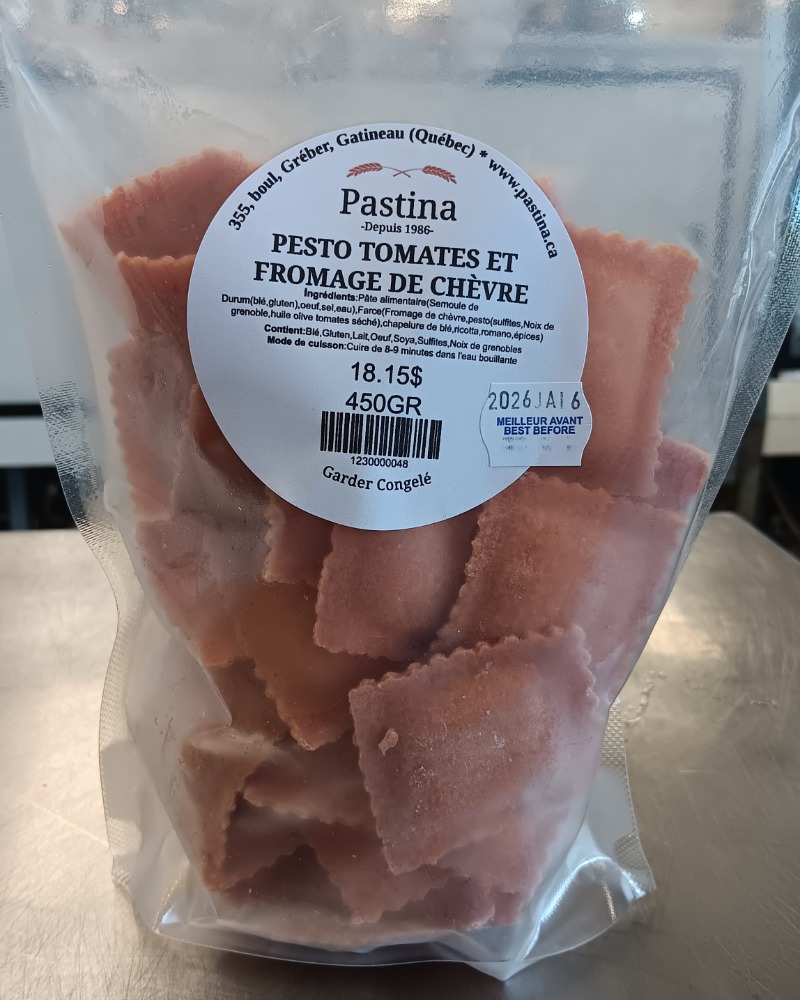 355, boul, Gréber, Gatineau (Québec) * www.pastina.ca
Pastina
-Depuis 1986-
PESTO TOMATES ET
FROMAGE DE CHÈVRE
Ingrédients:Pâte alimentaire(Semoule de
Durum(blé,gluten),oeuf,sel,eau),Farce(Fromage de chèvre,pesto(sulfites,Noix de
grenoble,huile olive tomates séché),chapelure de blé,ricotta,romano,épices)
Contient:Blé,Gluten,Lait,Oeuf,Soya,Sulfites,Noix de grenobles
Mode de cuisson:Cuire de 8-9 minutes dans l'eau bouillante
18.15$
450GR
1230000048
Garder Congelé
2026JA16
MEILLEUR AVANT
BEST BEFORE